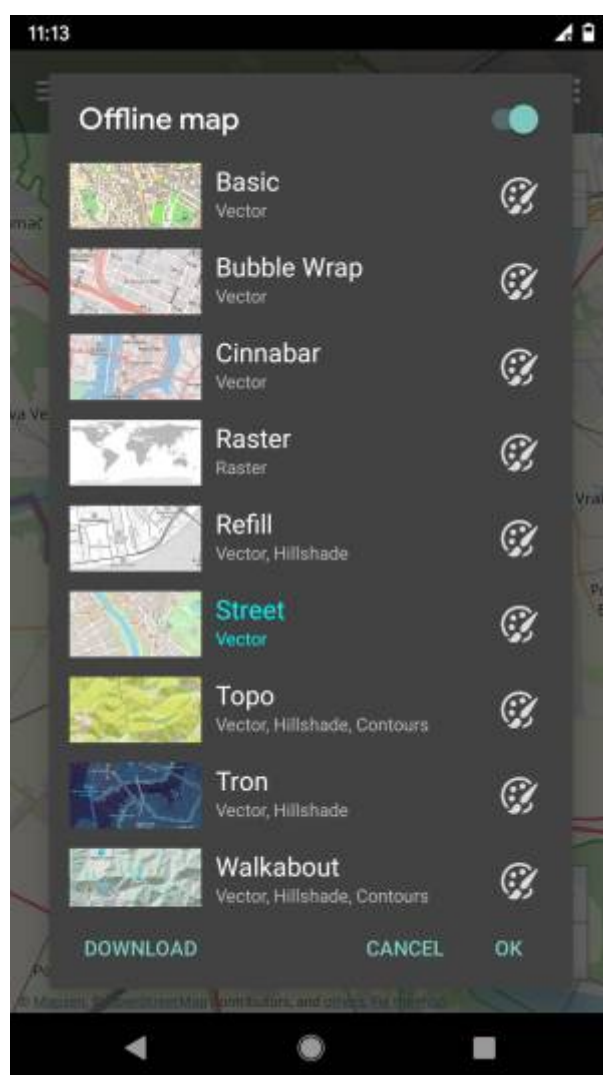 11:13
Offline map
Basic
Vector
Bubble Wrap
Vector
Cinnabar
Vector
Raster
Raster
Refill
Vector, Hillshade
Street
Vector
Topo
Vector, Hillshade, Contours
Tron
Vector, Hillshade
Walkabout
Vector, Hillshade, Contours
DOWNLOAD CANCEL OK